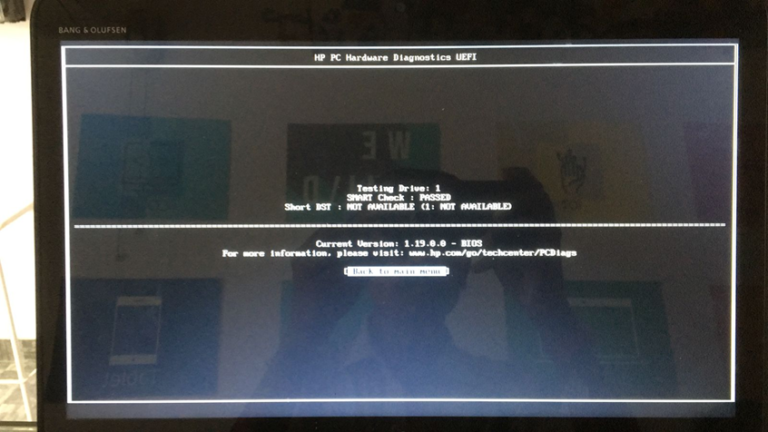 BANG & OLUFSEN
HP PC Hardware Diagnostics UEFI
WE
Testing Drive: 1
SMART Check : PASSED
Short DST : NOT AVAILABLE (1: NOT AVAILABLE)
Current Version: 1.19.0.0 - BIOS
For more information, please visit: www.hp.com/go/techcenter/PCDiags
[ Back to main menu ]